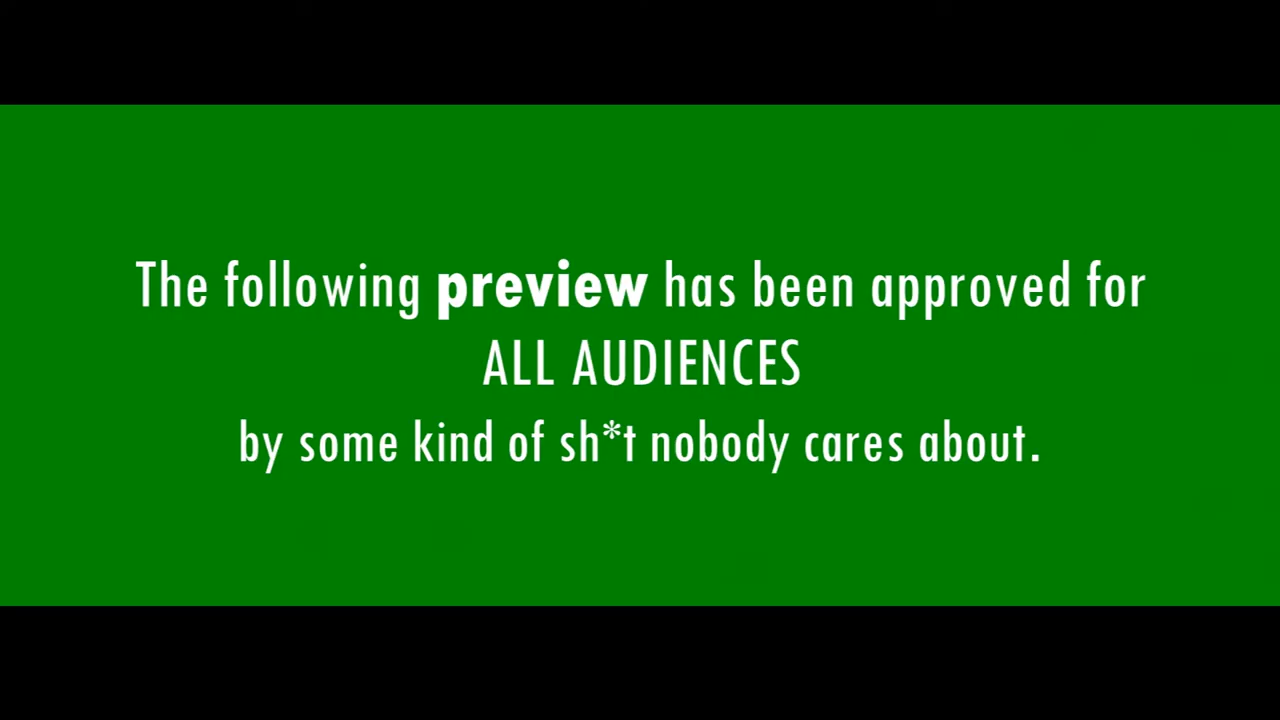 The following preview has been approved for
ALL AUDIENCES
by some kind of sh*t nobody cares about.